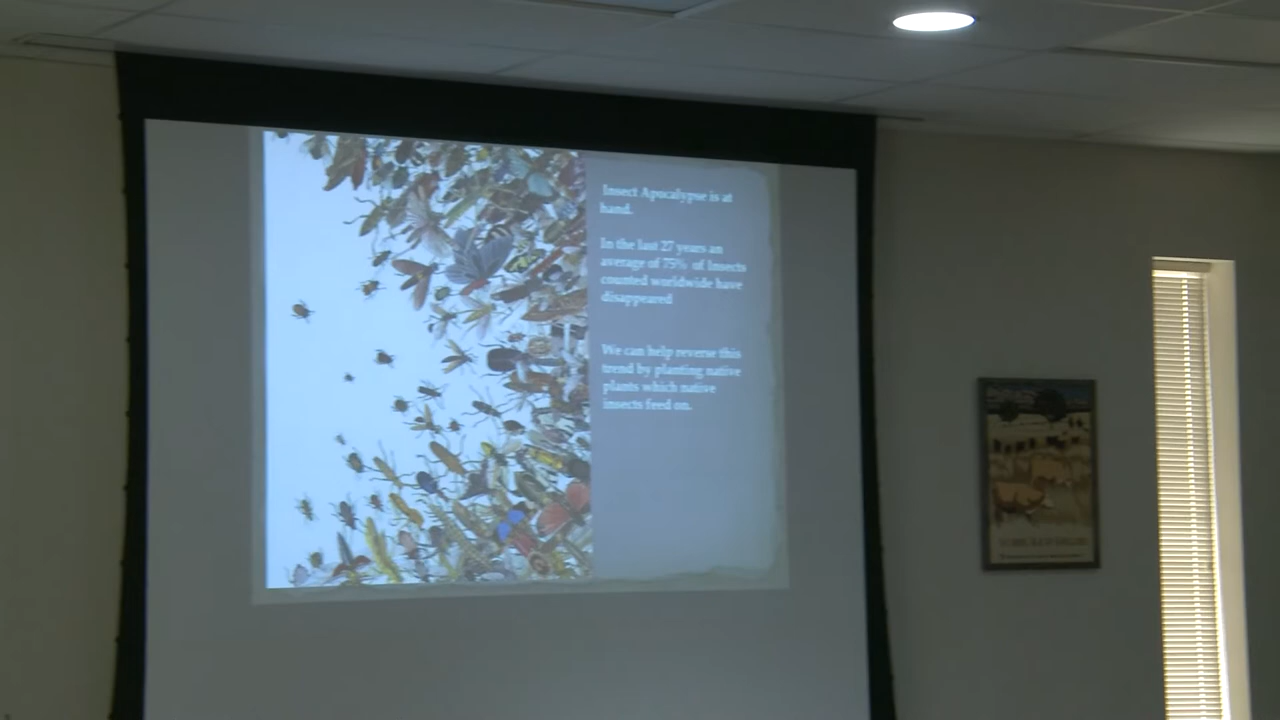 Insect Apocalypse is at
hand.
In the last 27 years an
average of 75% of Insects
counted worldwide have
disappeared
We can help reverse this
trend by planting native
plants which native
insects feed on.